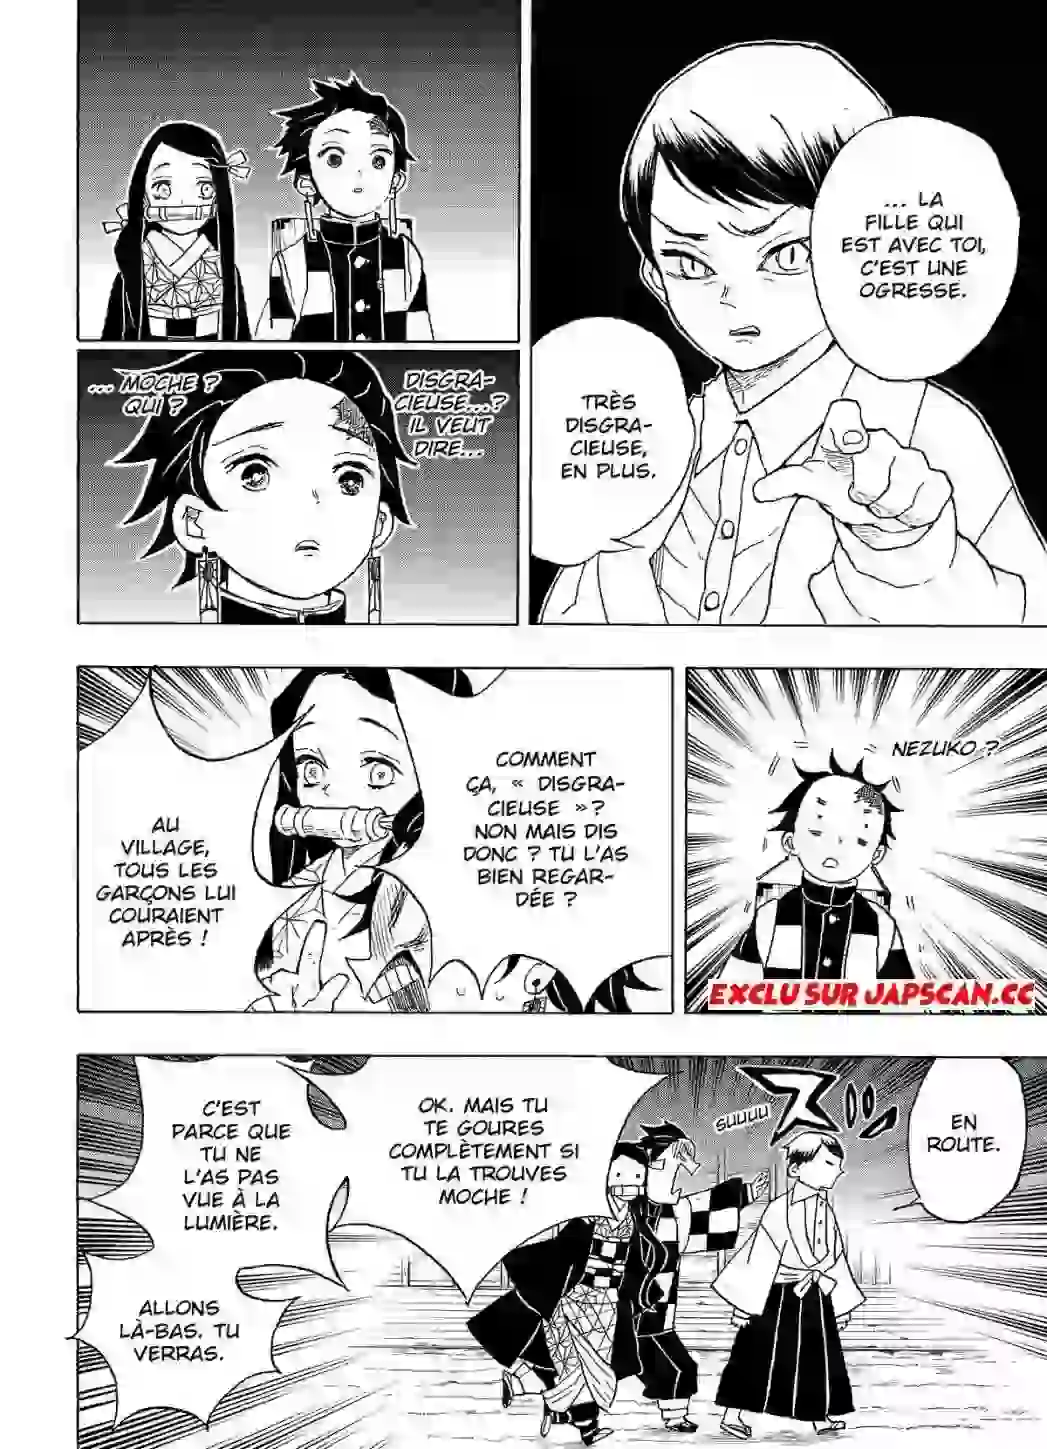 ... LA
FILLE QUI
EST AVEC TOI,
C'EST UNE
OGRESSE.
TRÈS
DISGRA-
CIEUSE,
EN PLUS.
DISGRA-
CIEUSE...?
IL VEUT
DIRE...
... MOCHE ?
QUI ?
NEZUKO ?
EXCLU SUR JAPSCAN.CC
COMMENT
ÇA, « DISGRA-
CIEUSE » ?
NON MAIS DIS
DONC ? TU L'AS
BIEN REGAR-
DÉE ?
AU
VILLAGE,
TOUS LES
GARÇONS LUI
COURAIENT
APRÈS !
EN
ROUTE.
スッ
SUUUU
OK. MAIS TU
TE GOURES
COMPLÈTEMENT SI
TU LA TROUVES
MOCHE !
C'EST
PARCE QUE
TU NE
L'AS PAS
VUE À LA
LUMIÈRE.
ALLONS
LÀ-BAS. TU
VERRAS.